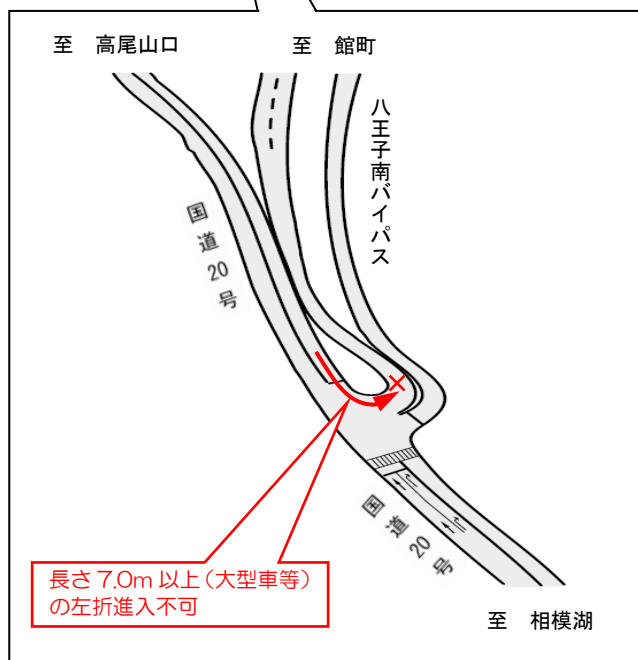 至 高尾山口
至 館町
八王子南バイパス
国道20号
国道20号
長さ7.0m以上（大型車等）
の左折進入不可
至 相模湖